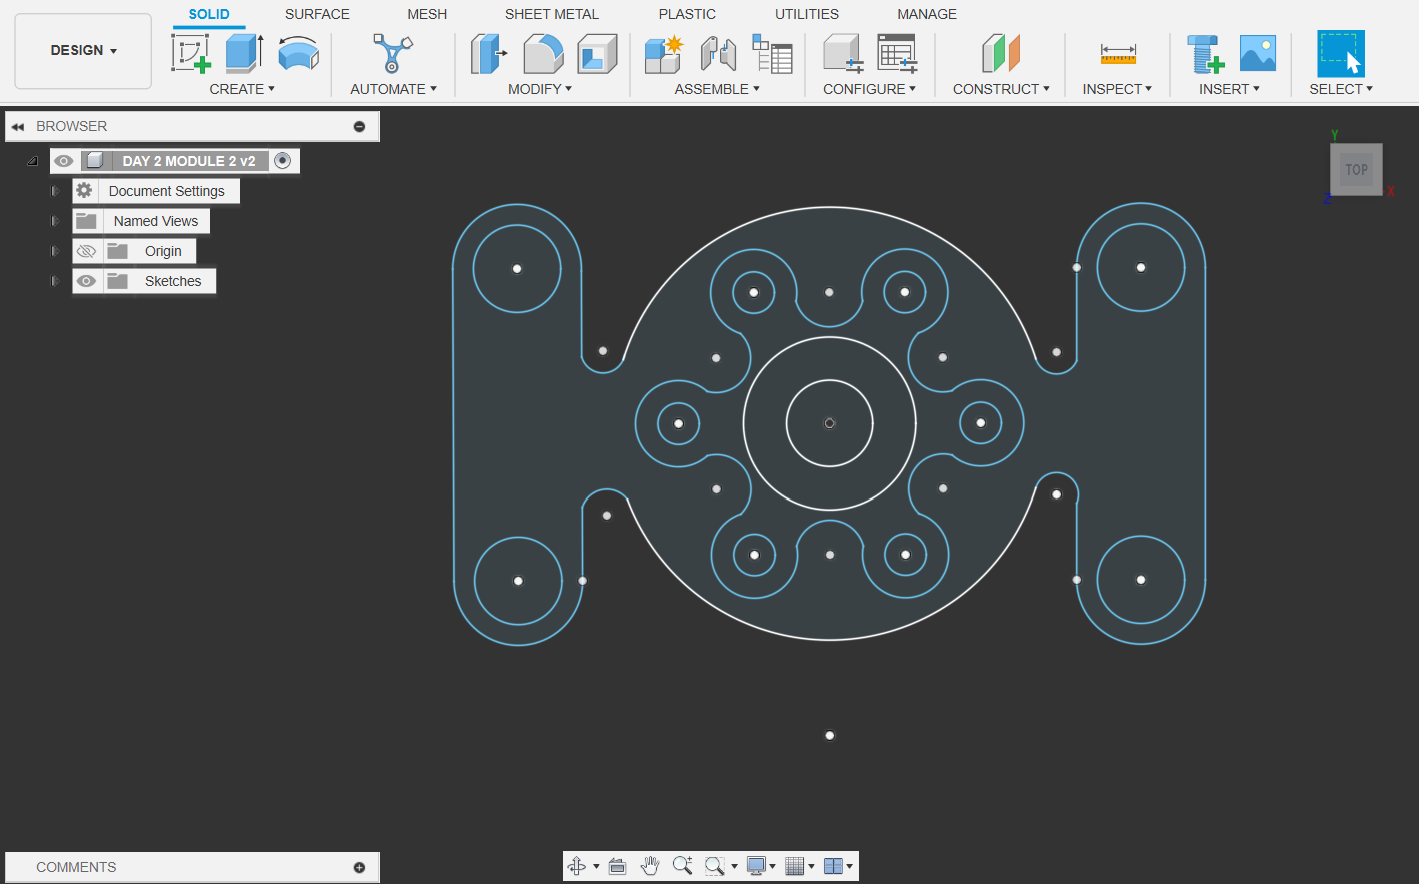 SOLID SURFACE MESH SHEET METAL PLASTIC UTILITIES MANAGE
DESIGN
CREATE AUTOMATE MODIFY ASSEMBLE CONFIGURE CONSTRUCT INSPECT INSERT SELECT
BROWSER
DAY 2 MODULE 2 v2
Document Settings
Named Views
Origin
Sketches
Y
TOP
X
Z
COMMENTS